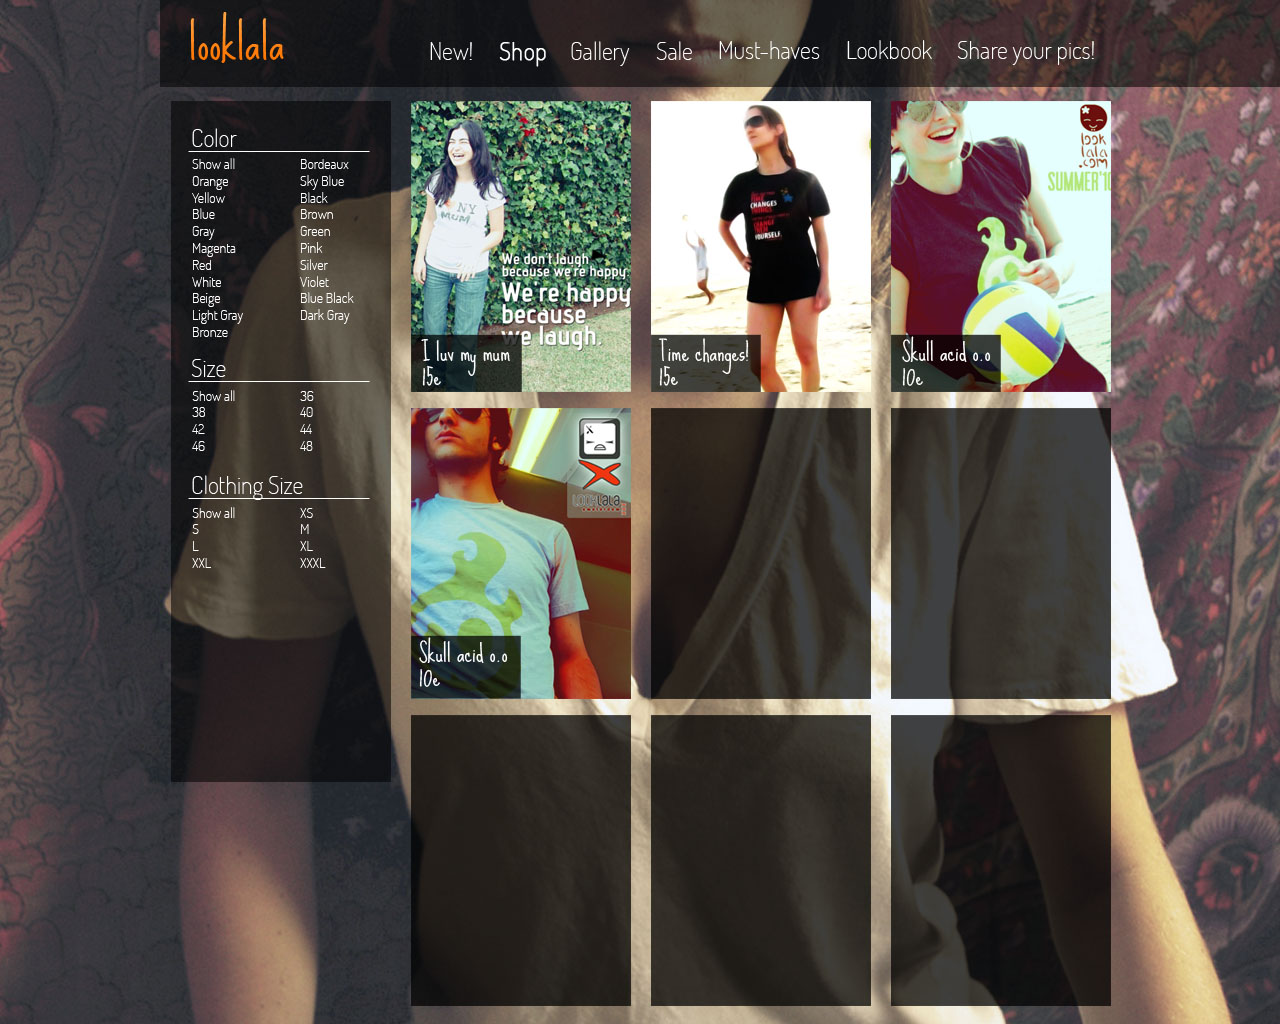 looklala
New! Shop Gallery Sale Must-haves Lookbook Share your pics!
Color
Show all Bordeaux
Orange Sky Blue
Yellow Black
Blue Brown
Gray Green
Magenta Pink
Red Silver
White Violet
Beige Blue Black
Light Gray Dark Gray
Bronze
Size
Show all 36
38 40
42 44
46 48
Clothing Size
Show all XS
S M
L XL
XXL XXXL
NY
MUM
We don't laugh
because we're happy.
We're happy
because
we laugh.
I luv my mum
15e
CHANGES
THINGS
CHANGE
THEM
YOURSELF.
Time changes!
15e
look
lala
.com
SUMMER'10
Skull acid o.o
10e
LOOKLALA
Skull acid o.o
10e